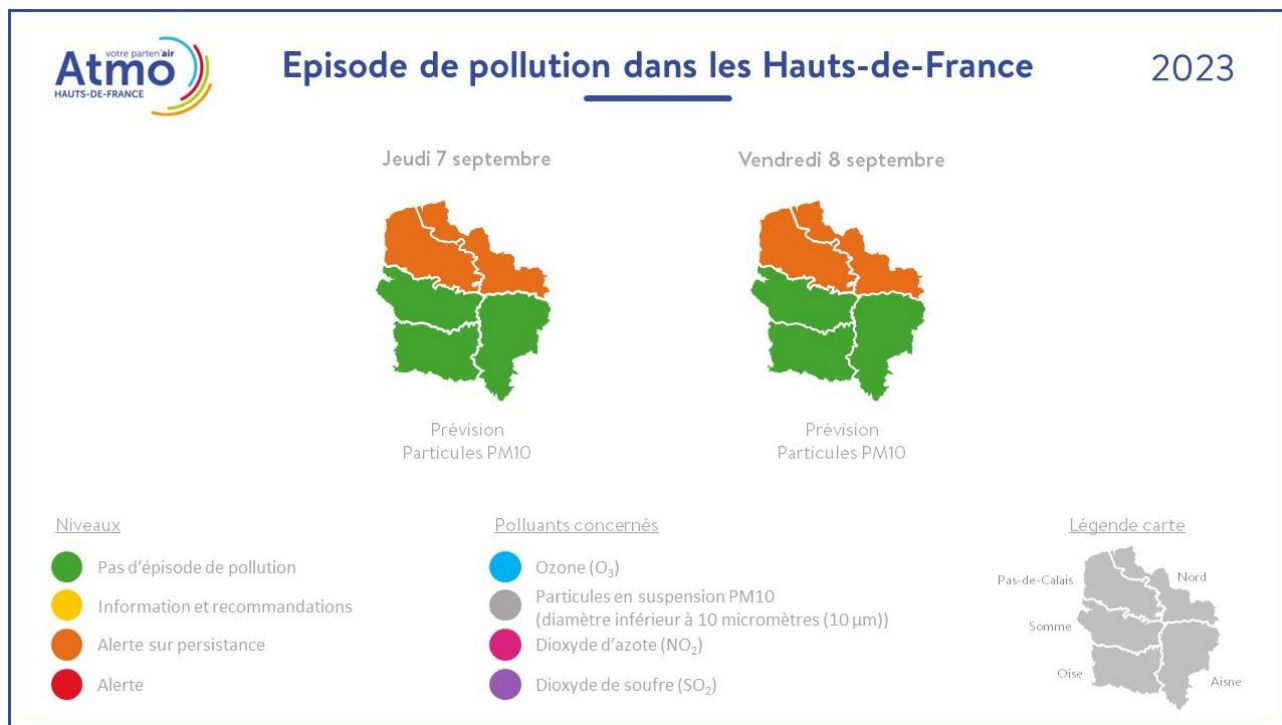 votre parten'air
Atmo
HAUTS-DE-FRANCE
Episode de pollution dans les Hauts-de-France
2023
Jeudi 7 septembre
Vendredi 8 septembre
Prévision
Particules PM10
Prévision
Particules PM10
Niveaux
Pas d'épisode de pollution
Information et recommandations
Alerte sur persistance
Alerte
Polluants concernés
Ozone (O₃)
Particules en suspension PM10
(diamètre inférieur à 10 micromètres (10 µm))
Dioxyde d'azote (NO₂)
Dioxyde de soufre (SO₂)
Légende carte
Pas-de-Calais
Nord
Somme
Oise
Aisne